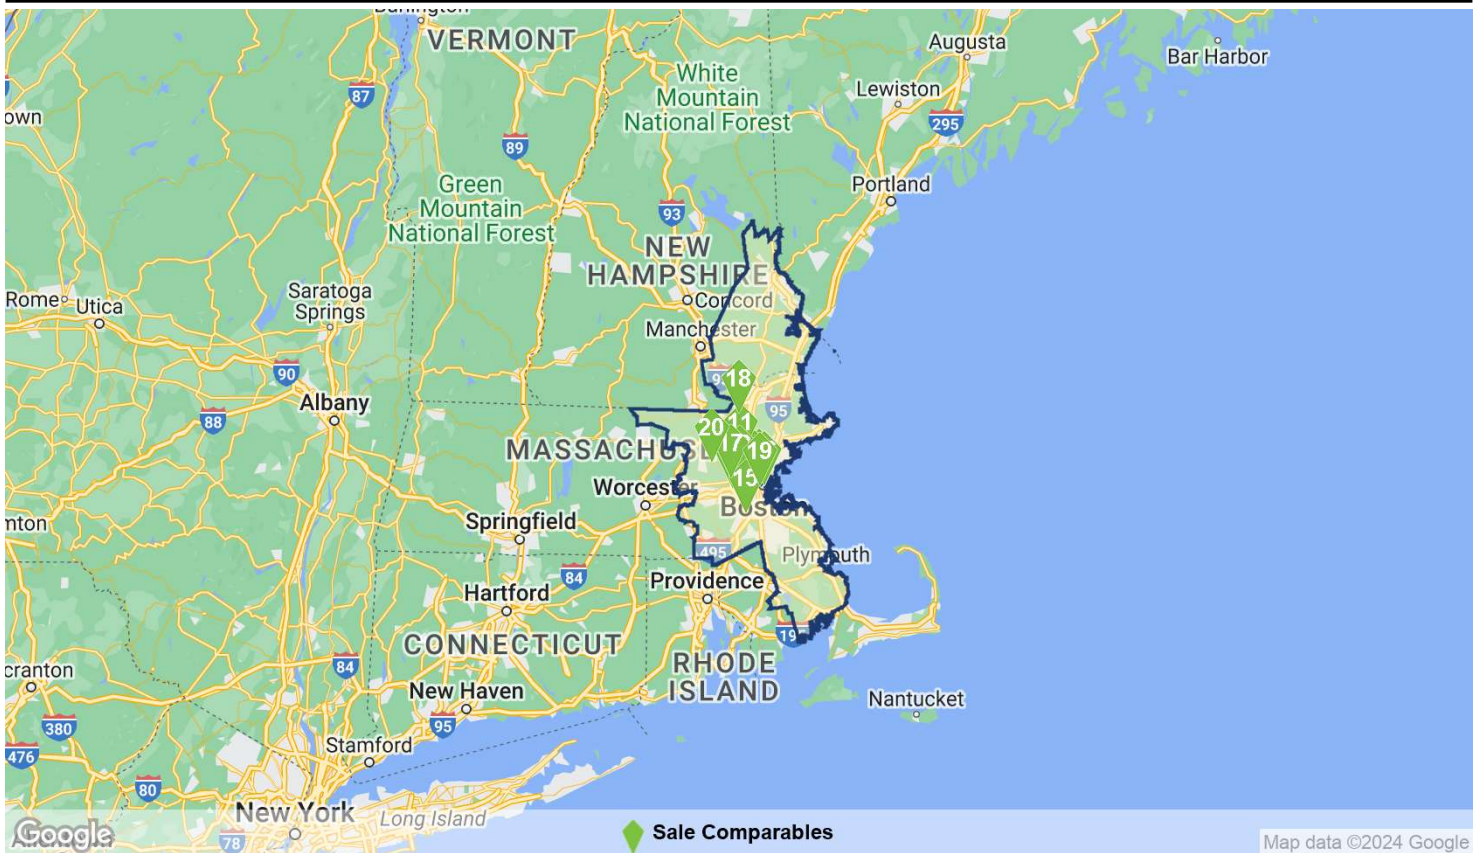 Burlington
VERMONT
Augusta
Bar Harbor
White
Mountain
National Forest
Lewiston
87
295
own
89
Green
Mountain
National Forest
Portland
93
NEW
HAMPSHIRE
Rome
Utica
Saratoga
Springs
Concord
Manchester
90
18
Albany
95
88
20
11
MASSACHUS
17
19
Worcester
15
Boston
Springfield
495
Plymouth
84
Providence
Hartford
19
CONNECTICUT
84
RHODE
ISLAND
cranton
New Haven
Nantucket
380
95
476
Stamford
80
New York
Long Island
78
Google
Sale Comparables
Map data ©2024 Google